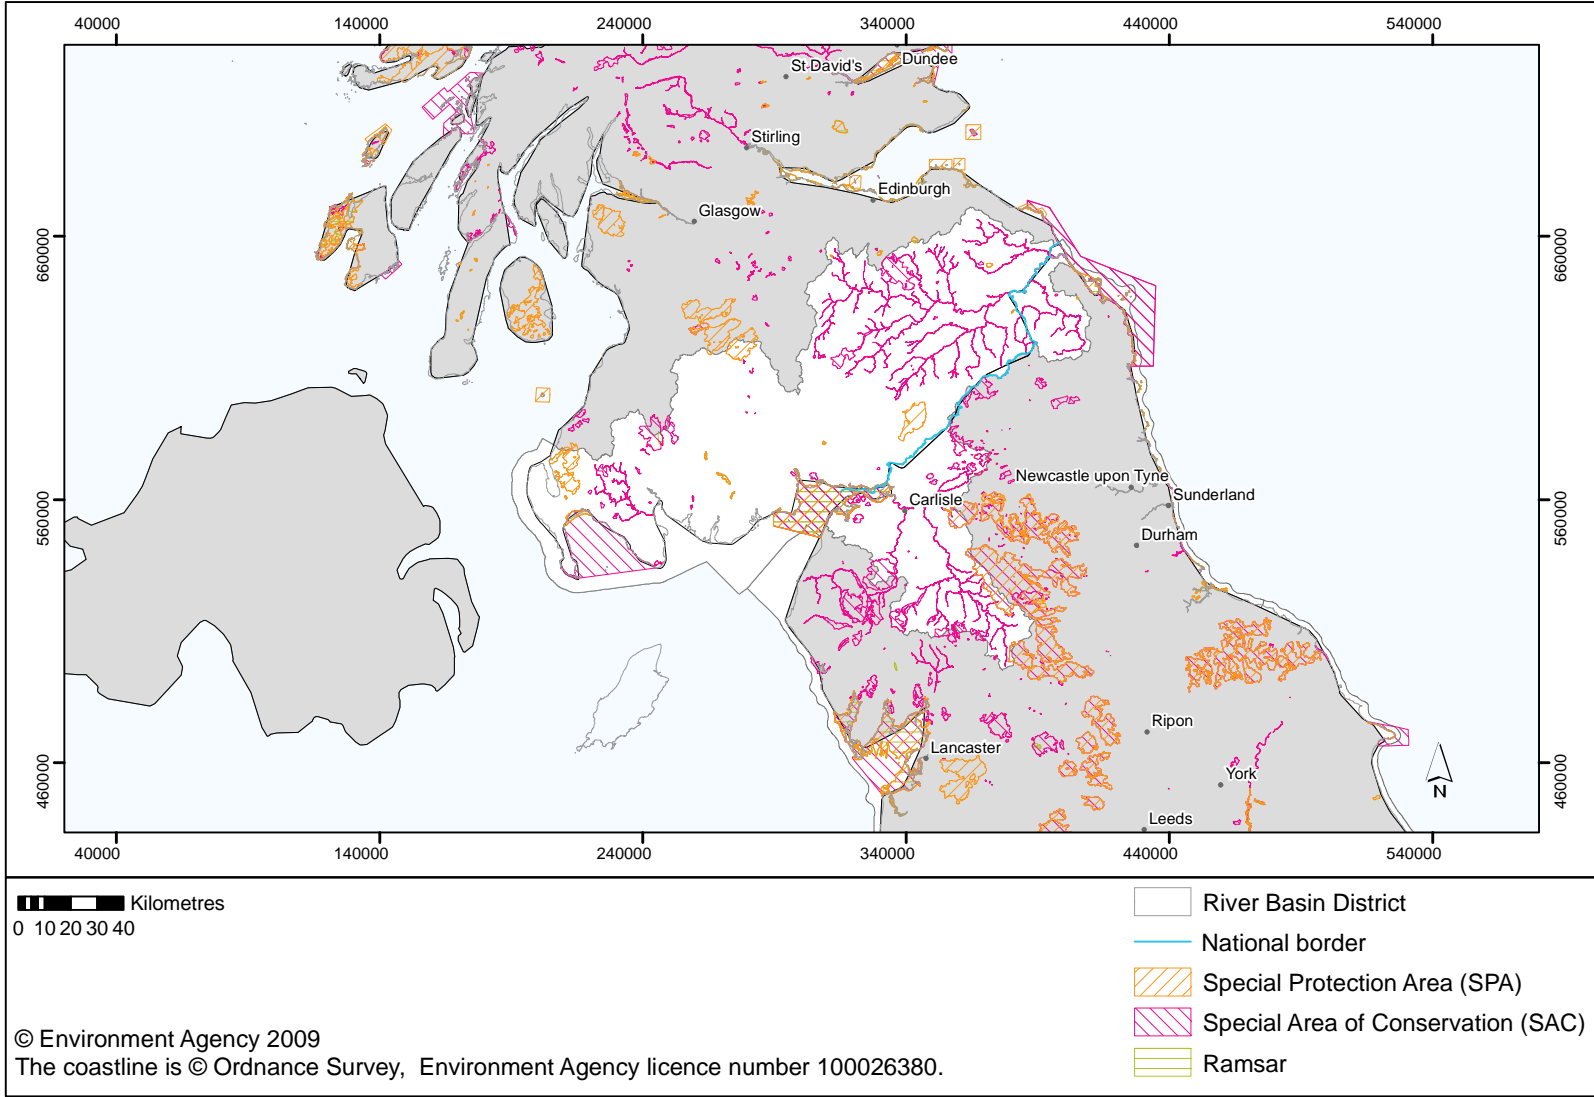 40000 140000 240000 340000 440000 540000
St David's
Dundee
Stirling
Edinburgh
Glasgow
660000 660000
Newcastle upon Tyne
Sunderland
Carlisle
560000 560000
Durham
Ripon
Lancaster
York
460000 460000
N
Leeds
40000 140000 240000 340000 440000 540000
Kilometres
0 10 20 30 40
River Basin District
National border
Special Protection Area (SPA)
Special Area of Conservation (SAC)
Ramsar
© Environment Agency 2009
The coastline is © Ordnance Survey, Environment Agency licence number 100026380.